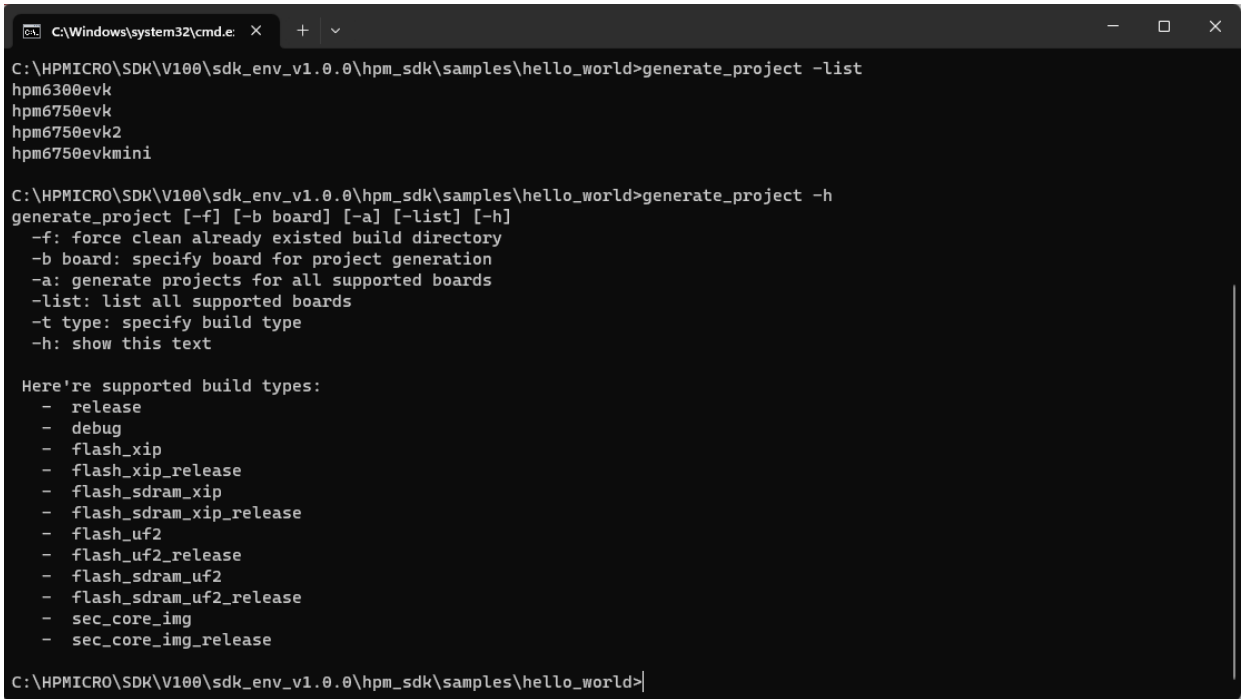 C:\Windows\system32\cmd.e:
C:\HPMICRO\SDK\V100\sdk_env_v1.0.0\hpm_sdk\samples\hello_world>generate_project -list
hpm6300evk
hpm6750evk
hpm6750evk2
hpm6750evkmini
C:\HPMICRO\SDK\V100\sdk_env_v1.0.0\hpm_sdk\samples\hello_world>generate_project -h
generate_project [-f] [-b board] [-a] [-list] [-h]
-f: force clean already existed build directory
-b board: specify board for project generation
-a: generate projects for all supported boards
-list: list all supported boards
-t type: specify build type
-h: show this text
Here're supported build types:
- release
- debug
- flash_xip
- flash_xip_release
- flash_sdram_xip
- flash_sdram_xip_release
- flash_uf2
- flash_uf2_release
- flash_sdram_uf2
- flash_sdram_uf2_release
- sec_core_img
- sec_core_img_release
C:\HPMICRO\SDK\V100\sdk_env_v1.0.0\hpm_sdk\samples\hello_world>